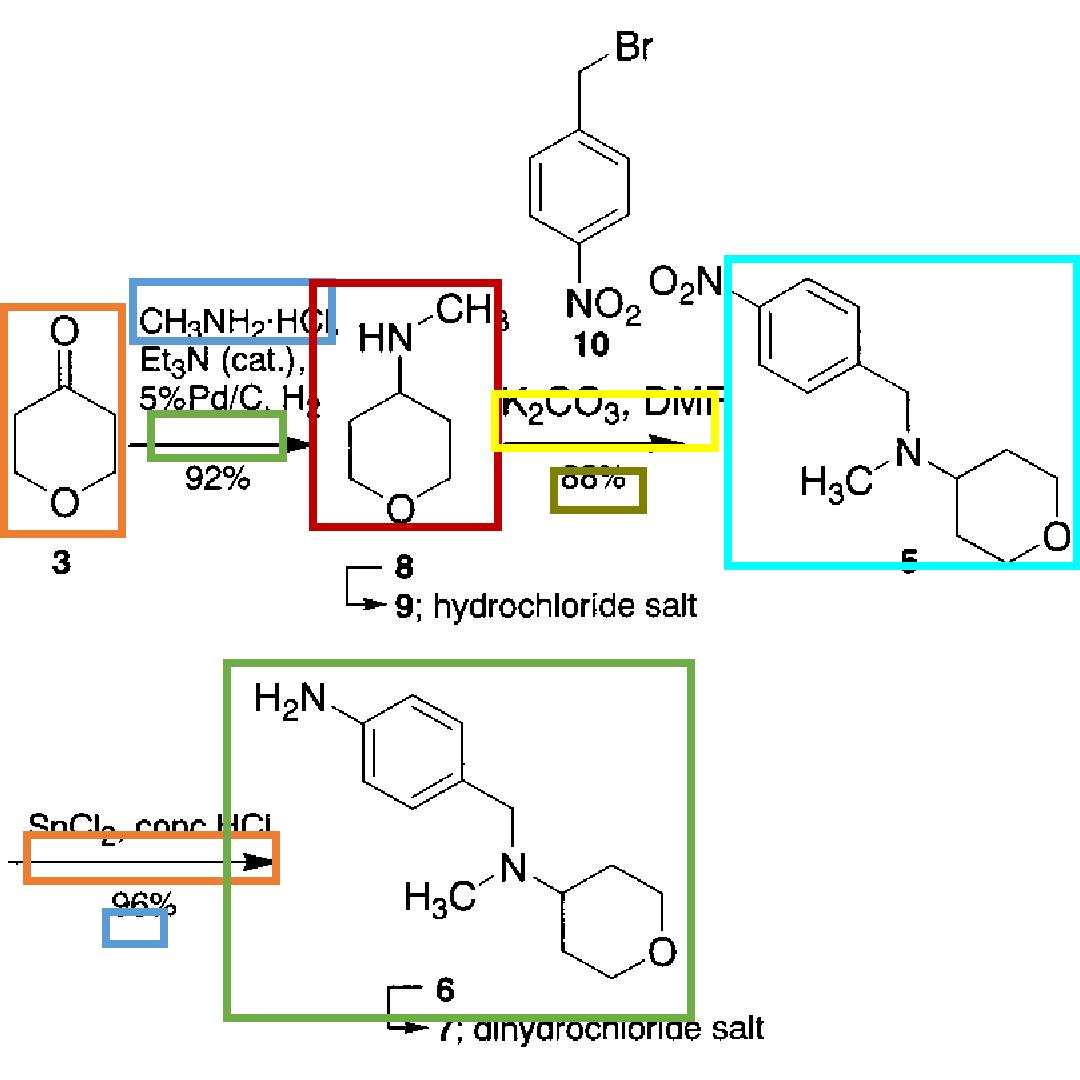 Br
NO2
10
O
O
3
CH3NH2·HCl,
Et3N (cat.),
5%Pd/C, H2
92%
CH3
HN
O
8
9; hydrochloride salt
K2CO3, DMF
88%
O2N
N
H3C
O
5
SnCl2, conc HCl
96%
H2N
N
H3C
O
6
7; dihydrochloride salt